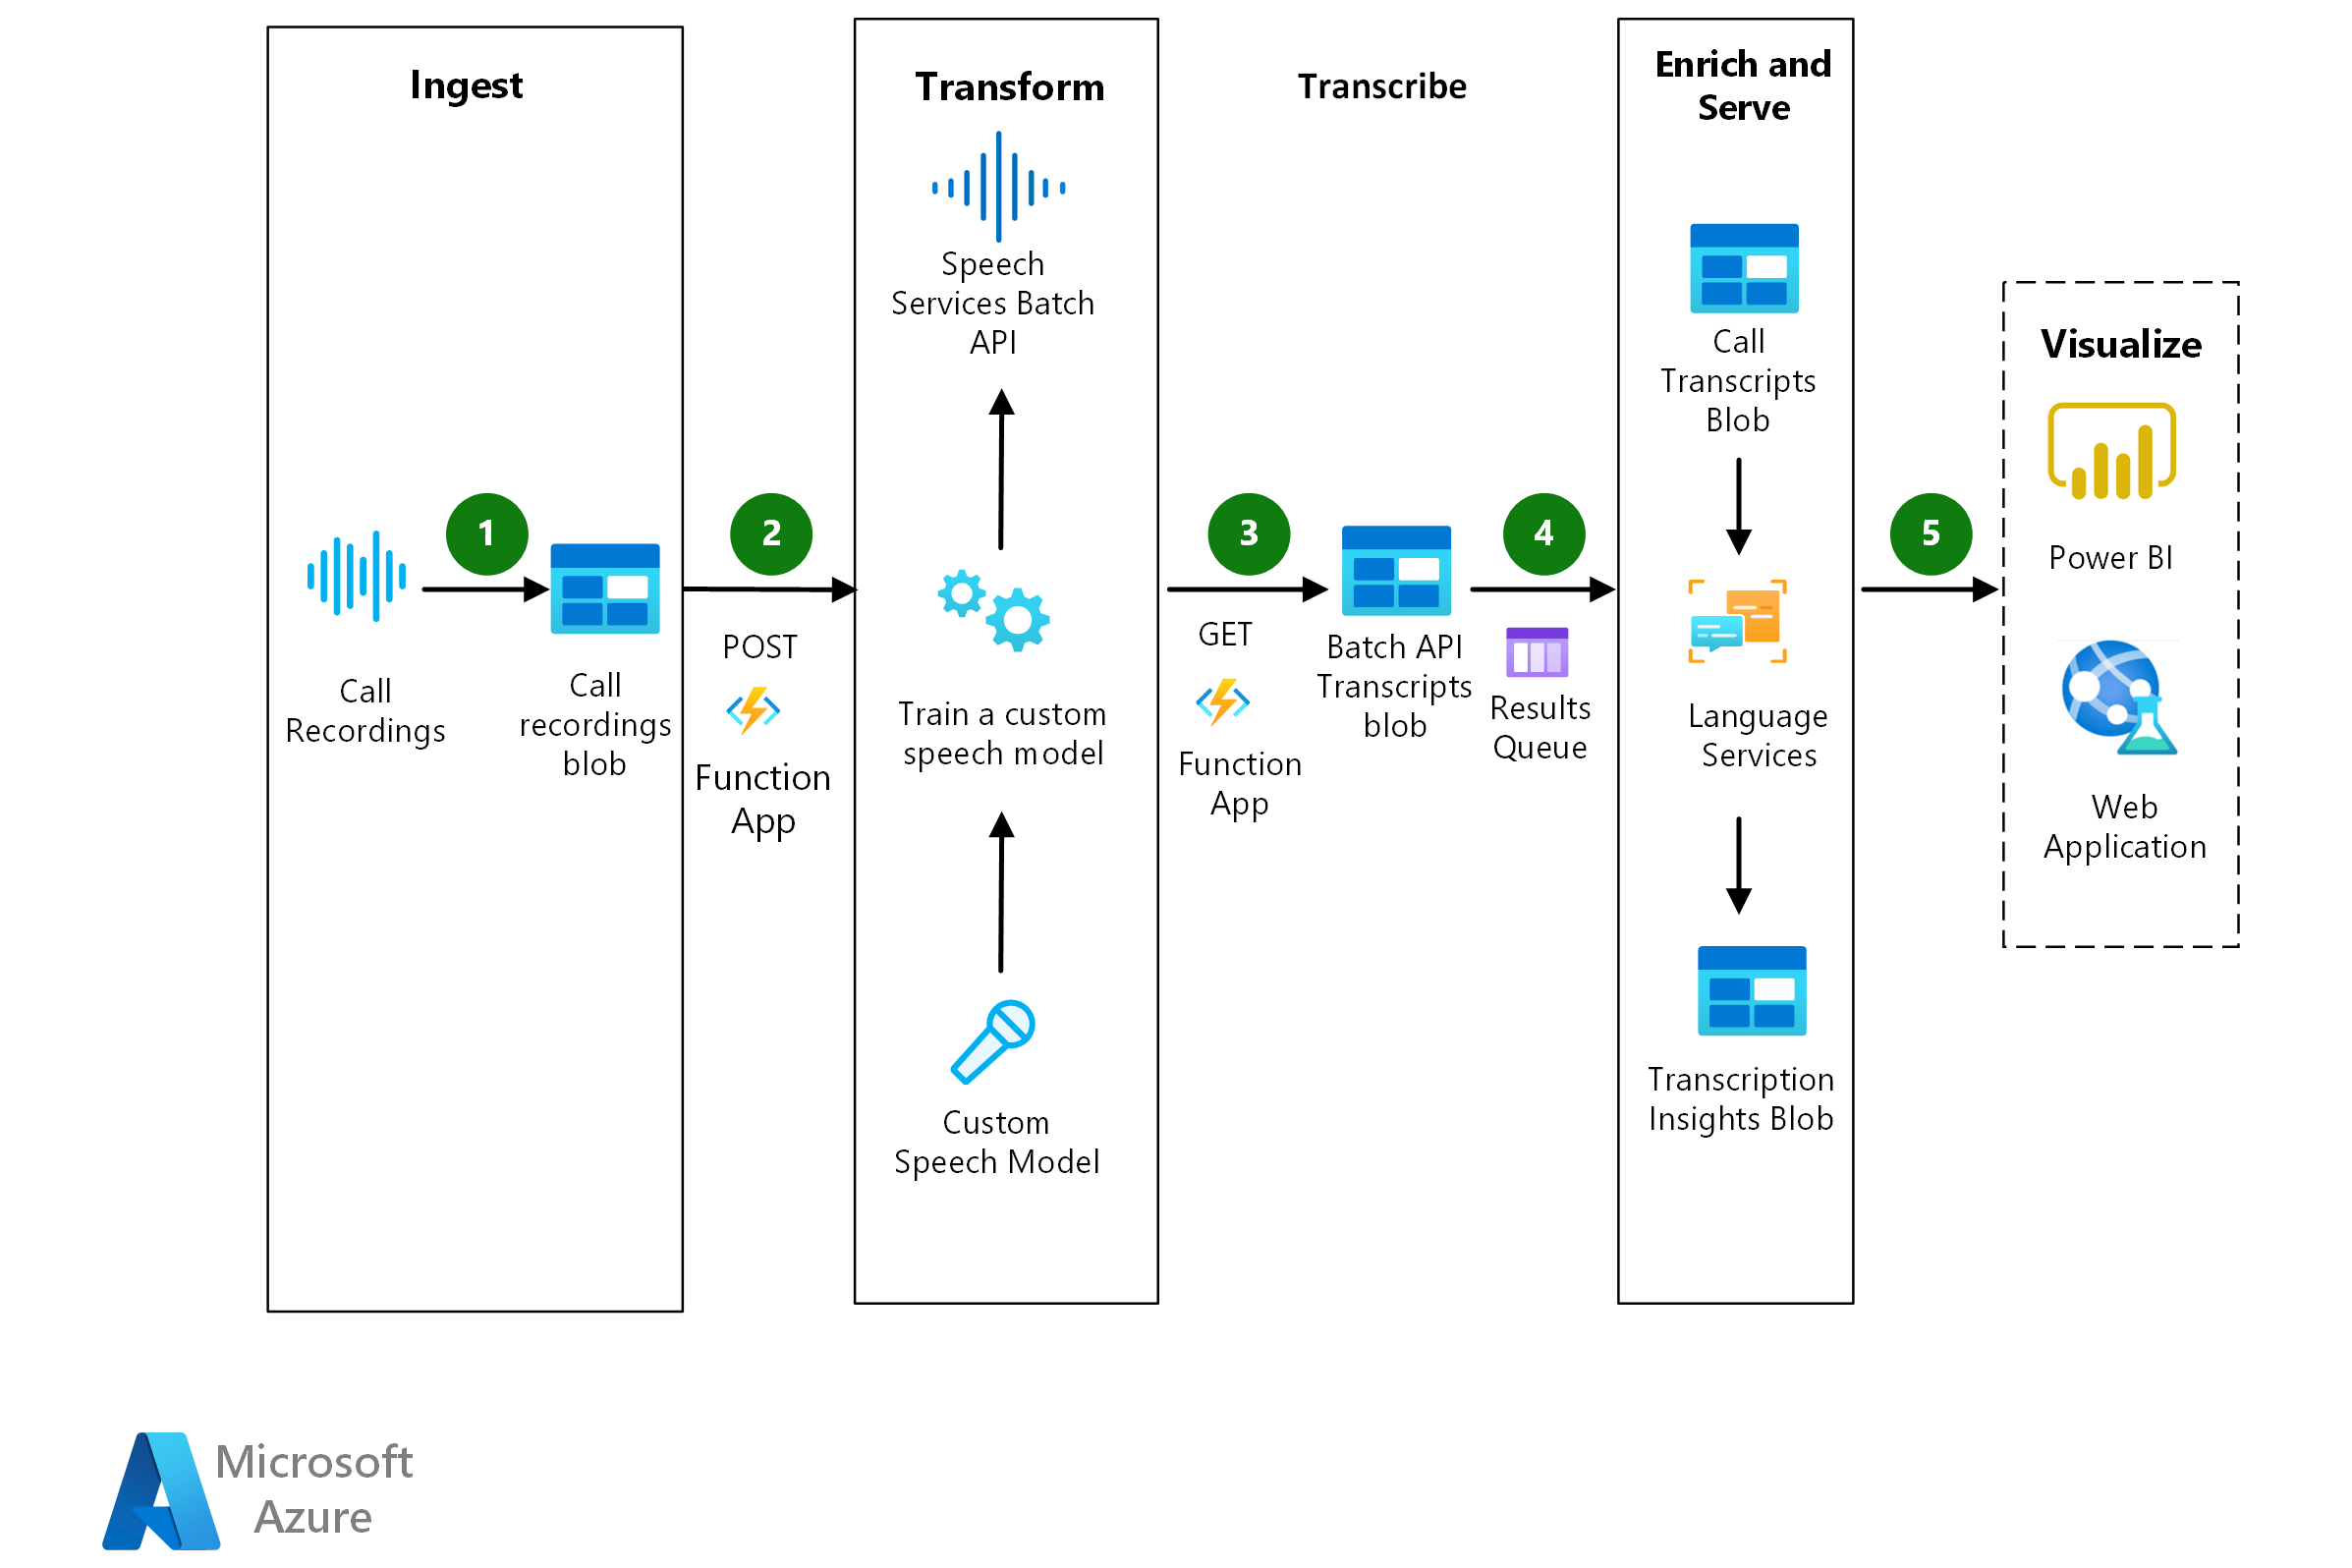 Ingest
Call
Recordings
1
Call
recordings
blob
2
POST
Function
App
Transform
Speech
Services Batch
API
Train a custom
speech model
Custom
Speech Model
Transcribe
3
GET
Function
App
Batch API
Transcripts
blob
4
Results
Queue
Enrich and
Serve
Call
Transcripts
Blob
Language
Services
Transcription
Insights Blob
5
Visualize
Power BI
Web
Application
Microsoft
Azure